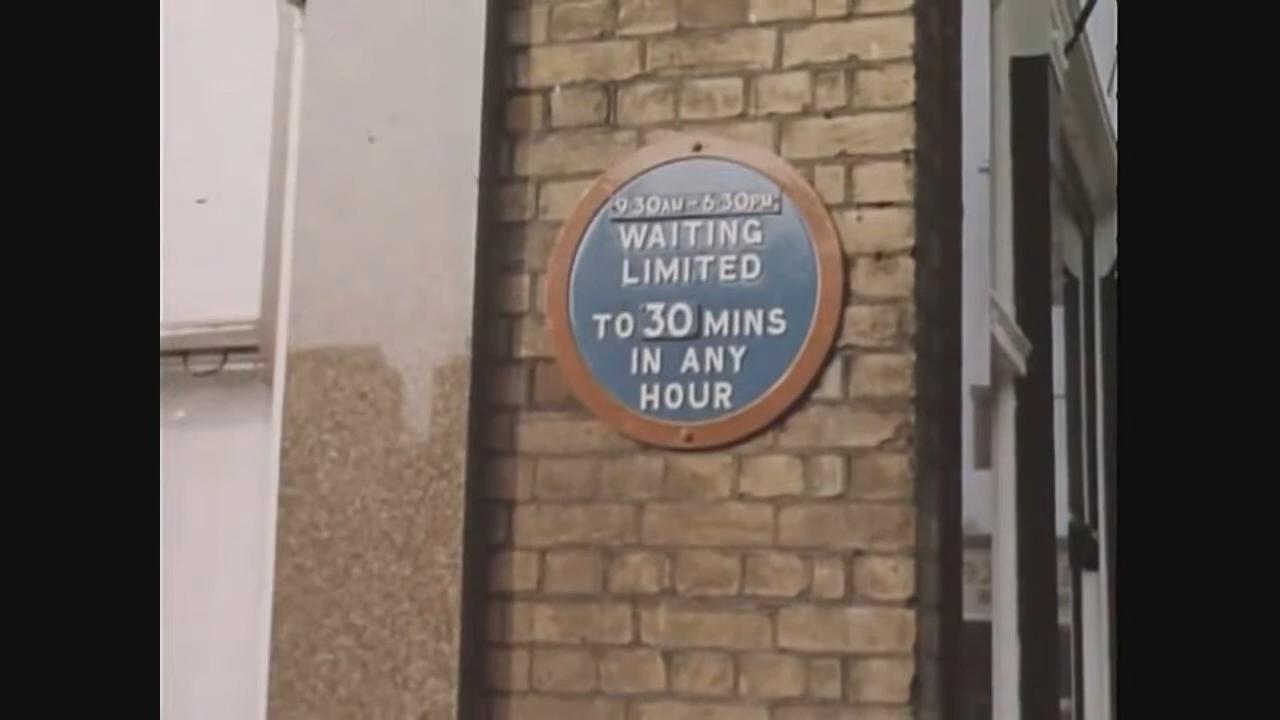 9·30AM - 6·30PM,
WAITING
LIMITED
TO 30 MINS
IN ANY
HOUR